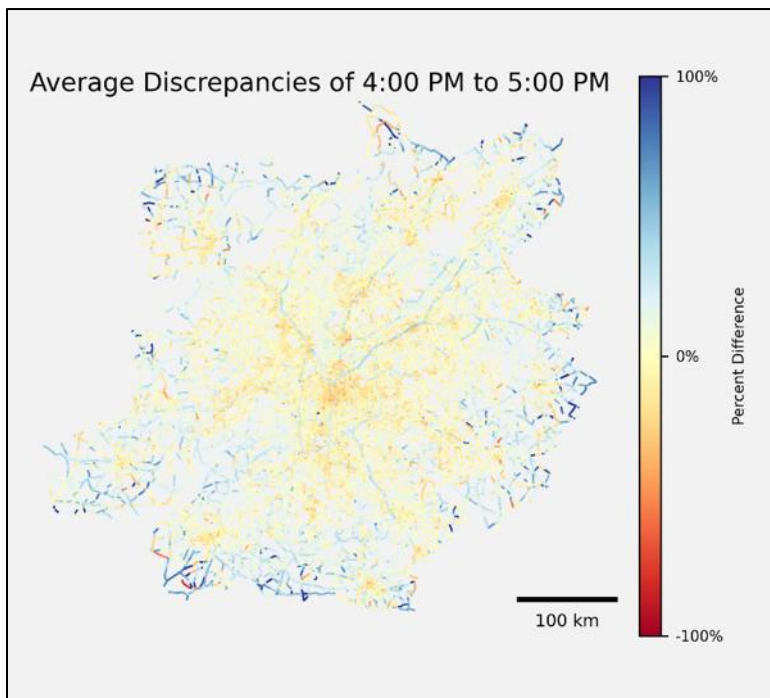 Average Discrepancies of 4:00 PM to 5:00 PM
100%
0%
-100%
Percent Difference
100 km